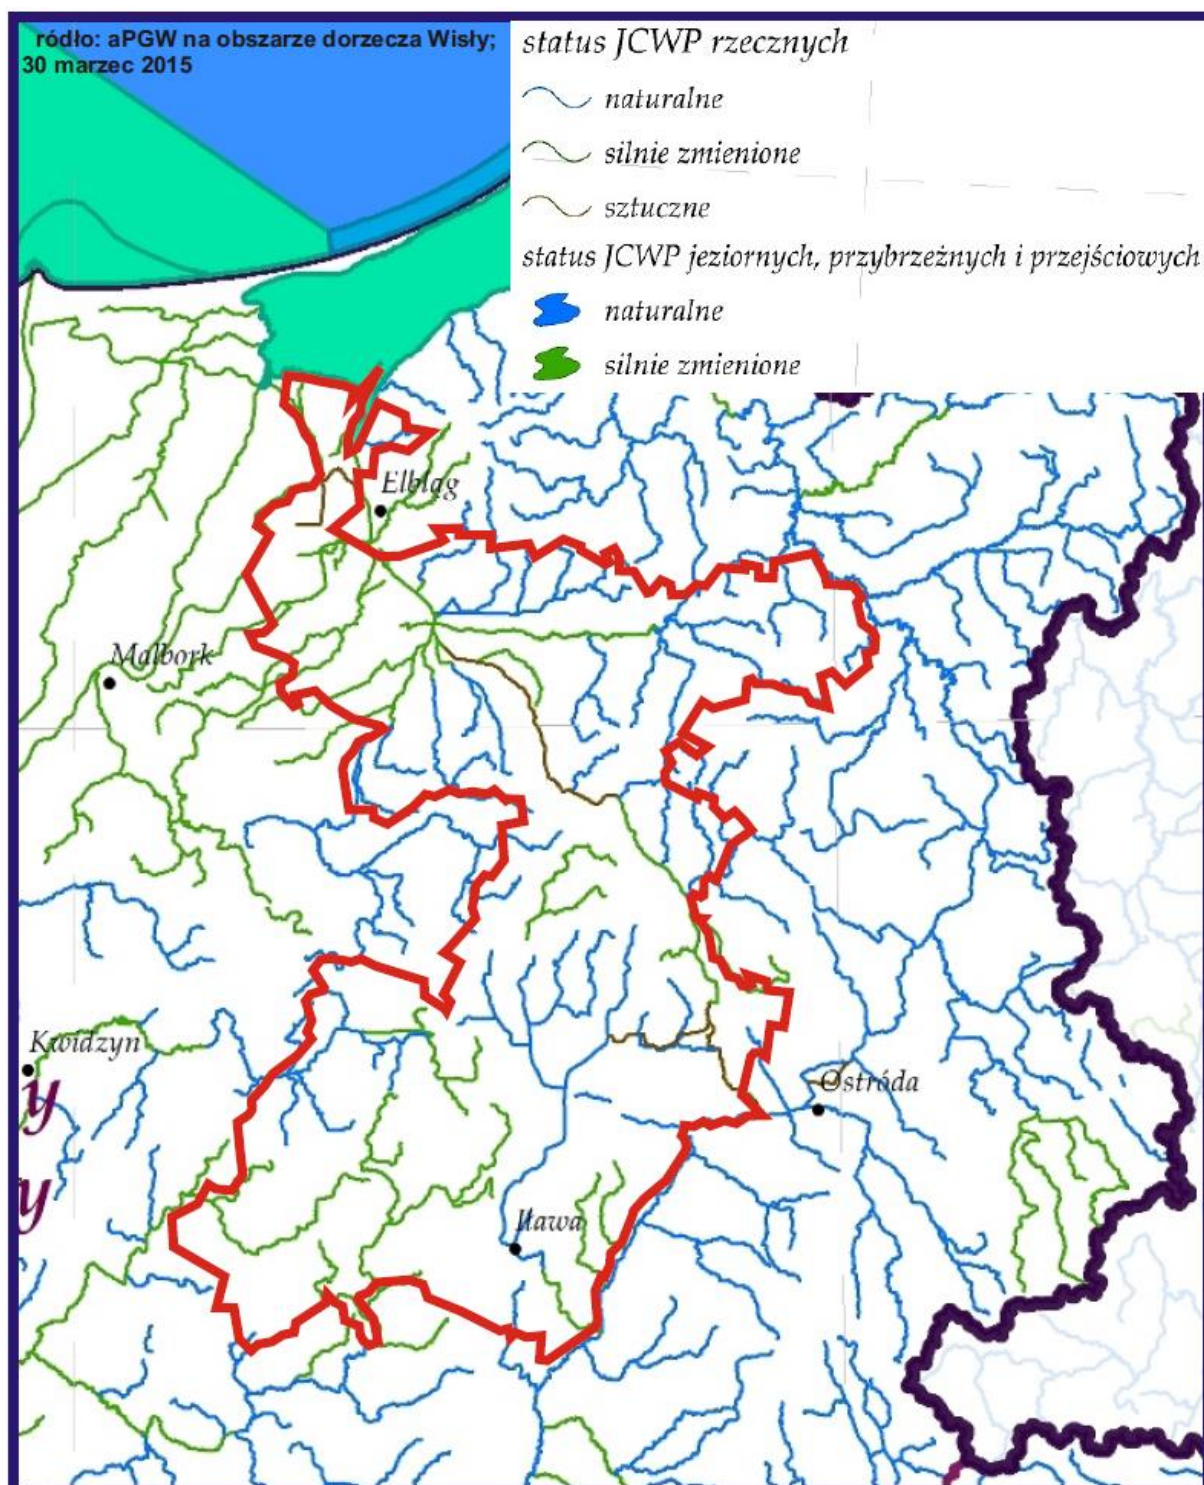 ródło: aPGW na obszarze dorzecza Wisły;
30 marzec 2015
status JCWP rzecznych
naturalne
silnie zmienione
sztuczne
status JCWP jeziornych, przybrzeżnych i przejściowych
naturalne
silnie zmienione
Elbląg
Malbork
Kwidzyn
y
Ostróda
y
Iława